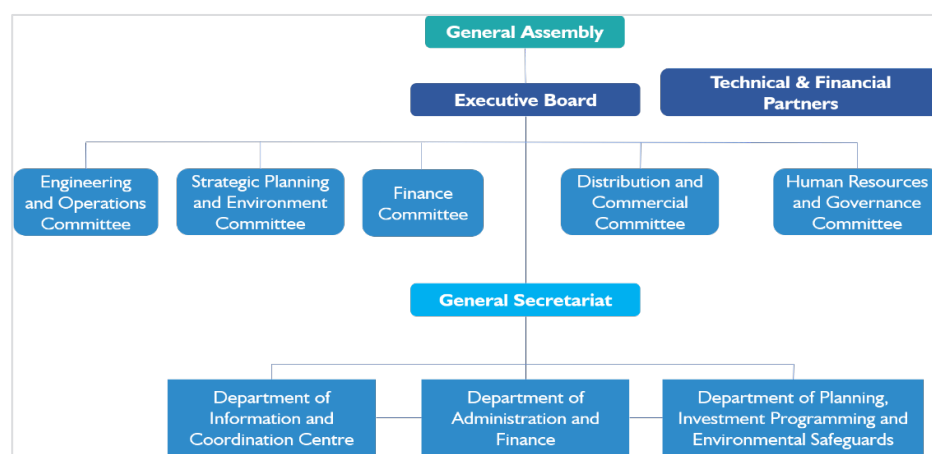 General Assembly
Executive Board
Technical & Financial
Partners
Engineering
and Operations
Committee
Strategic Planning
and Environment
Committee
Finance
Committee
Distribution and
Commercial
Committee
Human Resources
and Governance
Committee
General Secretariat
Department of
Information and
Coordination Centre
Department of
Administration and
Finance
Department of Planning,
Investment Programming and
Environmental Safeguards